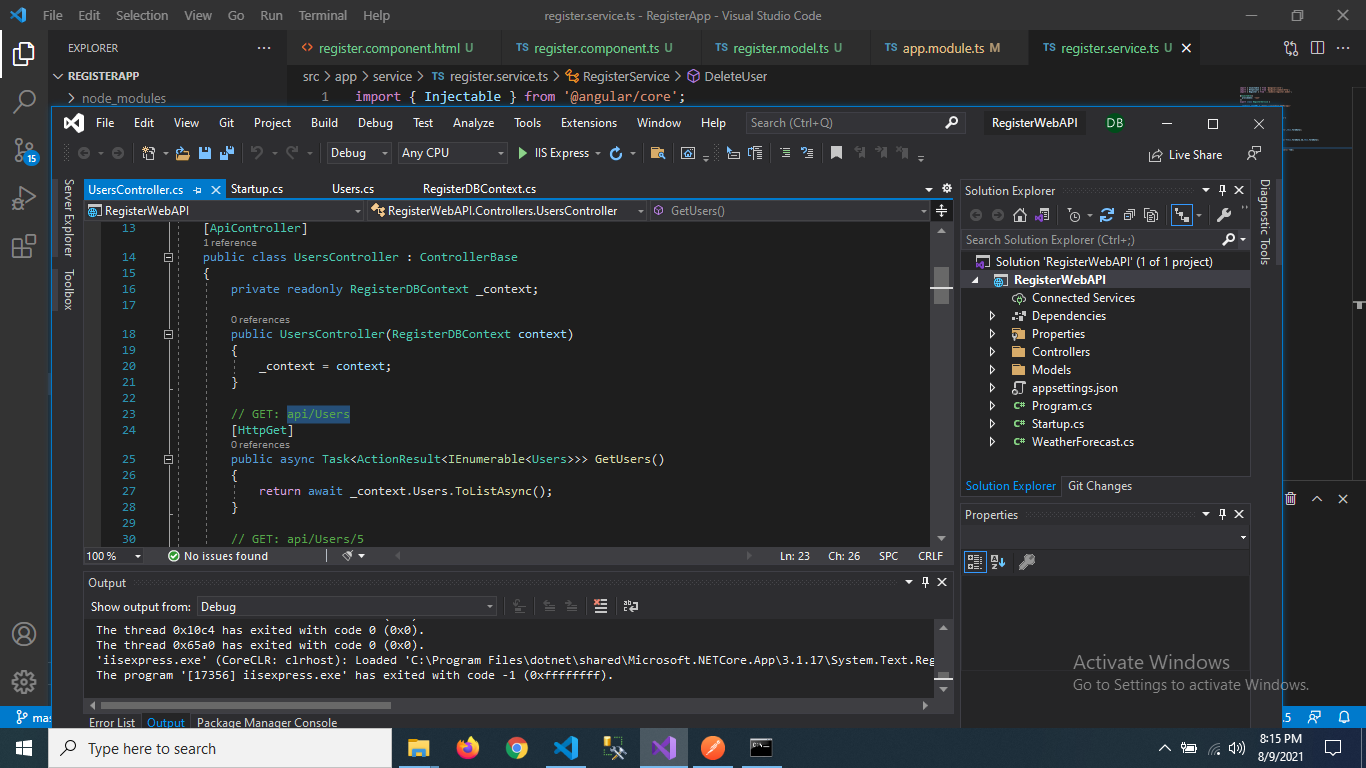 File Edit Selection View Go Run Terminal Help register.service.ts - RegisterApp - Visual Studio Code
EXPLORER ··· <> register.component.html U TS register.component.ts U TS register.model.ts U app.module.ts M TS register.service.ts U
REGISTERAPP src > app > service > TS register.service.ts > RegisterService > DeleteUser
node_modules 1 import { Injectable } from '@angular/core';
15
File Edit View Git Project Build Debug Test Analyze Tools Extensions Window Help Search (Ctrl+Q) RegisterWebAPI DB
Debug Any CPU IIS Express Live Share
Server Explorer
Toolbox
UsersController.cs Startup.cs Users.cs RegisterDBContext.cs
RegisterWebAPI RegisterWebAPI.Controllers.UsersController GetUsers()
13 [ApiController]
1 reference
14 public class UsersController : ControllerBase
15 {
16 private readonly RegisterDBContext _context;
17
0 references
18 public UsersController(RegisterDBContext context)
19 {
20 _context = context;
21 }
22
23 // GET: api/Users
24 [HttpGet]
0 references
25 public async Task<ActionResult<IEnumerable<Users>>> GetUsers()
26 {
27 return await _context.Users.ToListAsync();
28 }
29
30 // GET: api/Users/5
100 % No issues found Ln: 23 Ch: 26 SPC CRLF
Output
Show output from: Debug
The thread 0x10c4 has exited with code 0 (0x0).
The thread 0x65a0 has exited with code 0 (0x0).
'iisexpress.exe' (CoreCLR: clrhost): Loaded 'C:\Program Files\dotnet\shared\Microsoft.NETCore.App\3.1.17\System.Text.Reg
The program '[17356] iisexpress.exe' has exited with code -1 (0xffffffff).
Error List Output Package Manager Console
Solution Explorer
Search Solution Explorer (Ctrl+;)
Solution 'RegisterWebAPI' (1 of 1 project)
RegisterWebAPI
Connected Services
Dependencies
Properties
Controllers
Models
appsettings.json
C# Program.cs
C# Startup.cs
C# WeatherForecast.cs
Solution Explorer Git Changes
Properties
Diagnostic Tools
Activate Windows
Go to Settings to activate Windows.
mas .5
Type here to search
8:15 PM
8/9/2021